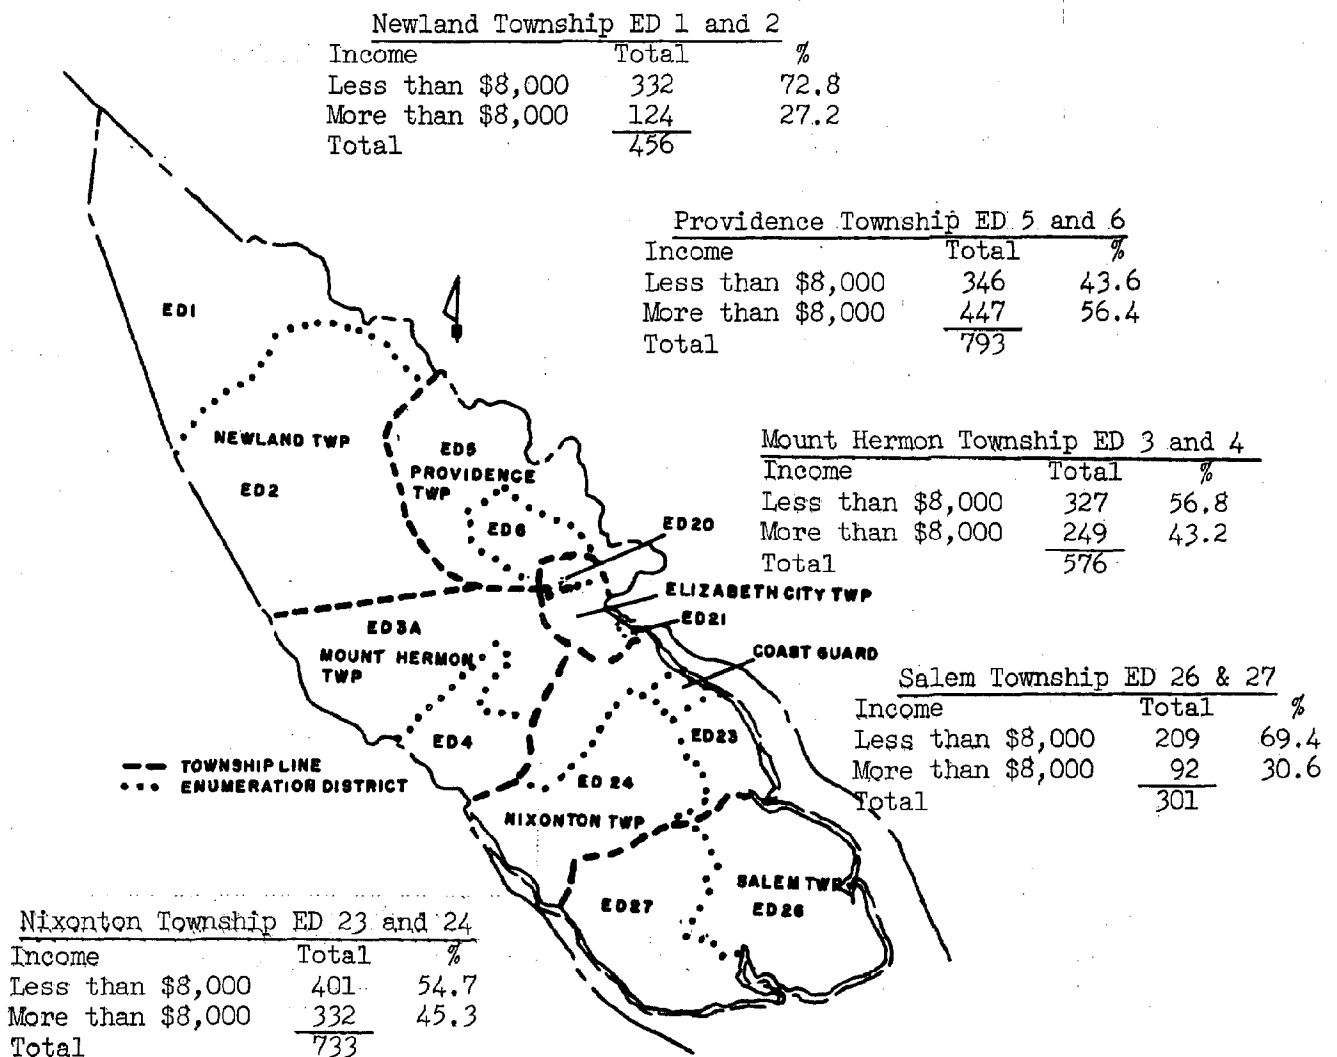 Newland Township ED 1 and 2
Income Total %
Less than $8,000 332 72.8
More than $8,000 124 27.2
Total 456
Providence Township ED 5 and 6
Income Total %
Less than $8,000 346 43.6
More than $8,000 447 56.4
Total 793
ED1
NEWLAND TWP
ED2
ED5
PROVIDENCE
TWP
ED6
Mount Hermon Township ED 3 and 4
Income Total %
Less than $8,000 327 56.8
More than $8,000 249 43.2
Total 576
ED20
ELIZABETH CITY TWP
ED21
COAST GUARD
ED3A
MOUNT HERMON
TWP
ED4
Salem Township ED 26 & 27
Income Total %
Less than $8,000 209 69.4
More than $8,000 92 30.6
Total 301
ED23
ED 24
NIXONTON TWP
TOWNSHIP LINE
ENUMERATION DISTRICT
SALEM TWP
ED26
ED27
Nixonton Township ED 23 and 24
Income Total %
Less than $8,000 401 54.7
More than $8,000 332 45.3
Total 733